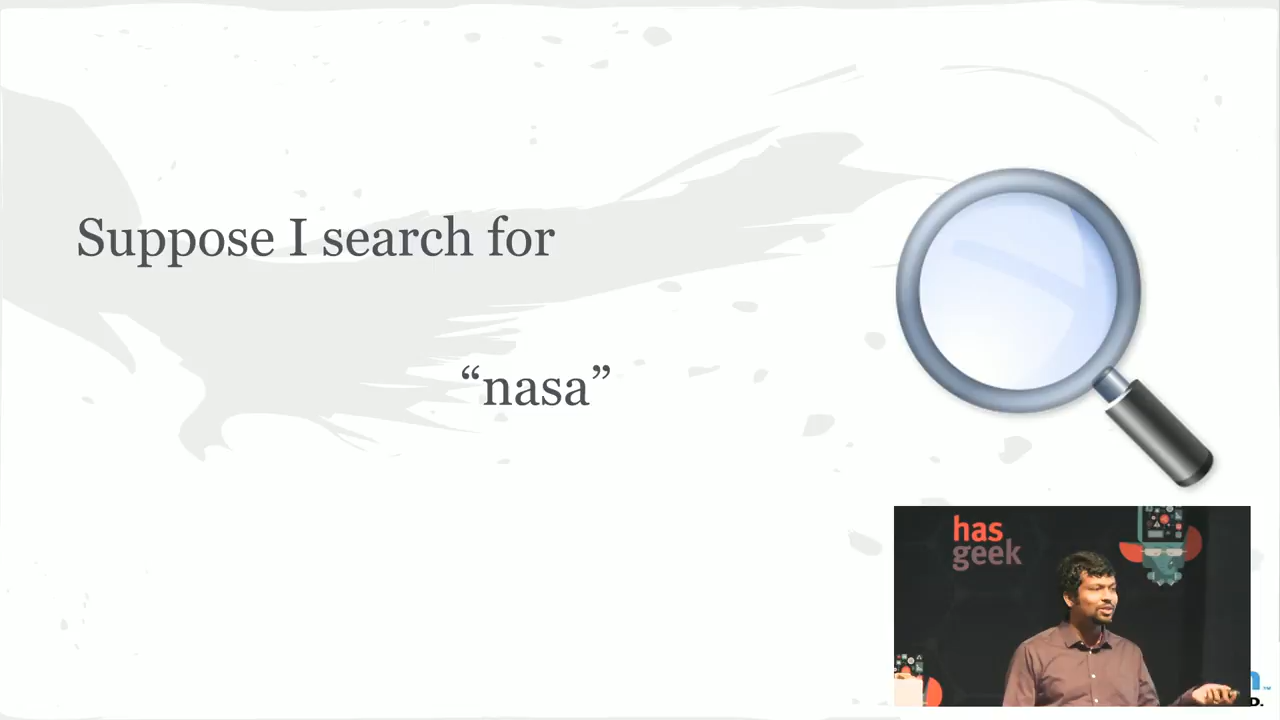 Suppose I search for
“nasa”
has
geek
D.